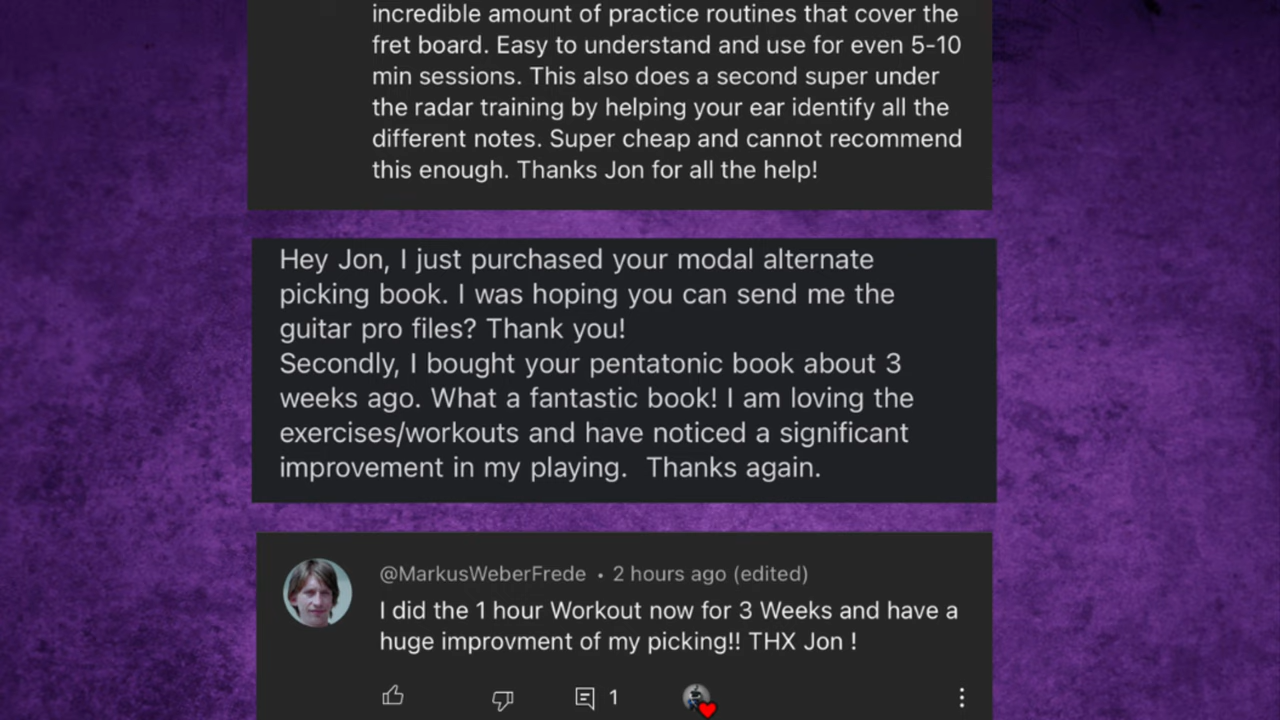 incredible amount of practice routines that cover the
fret board. Easy to understand and use for even 5-10
min sessions. This also does a second super under
the radar training by helping your ear identify all the
different notes. Super cheap and cannot recommend
this enough. Thanks Jon for all the help!
Hey Jon, I just purchased your modal alternate
picking book. I was hoping you can send me the
guitar pro files? Thank you!
Secondly, I bought your pentatonic book about 3
weeks ago. What a fantastic book! I am loving the
exercises/workouts and have noticed a significant
improvement in my playing. Thanks again.
@MarkusWeberFrede • 2 hours ago (edited)
I did the 1 hour Workout now for 3 Weeks and have a
huge improvment of my picking!! THX Jon !
1